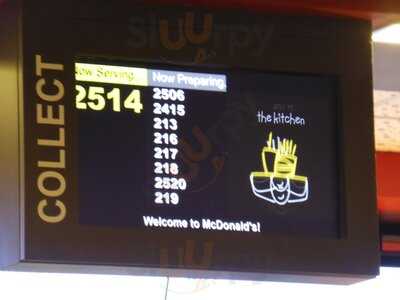 COLLECT
Now Serving...
Now Preparing
2514
2506
2415
213
216
217
218
2520
219
the kitchen
Welcome to McDonald's!